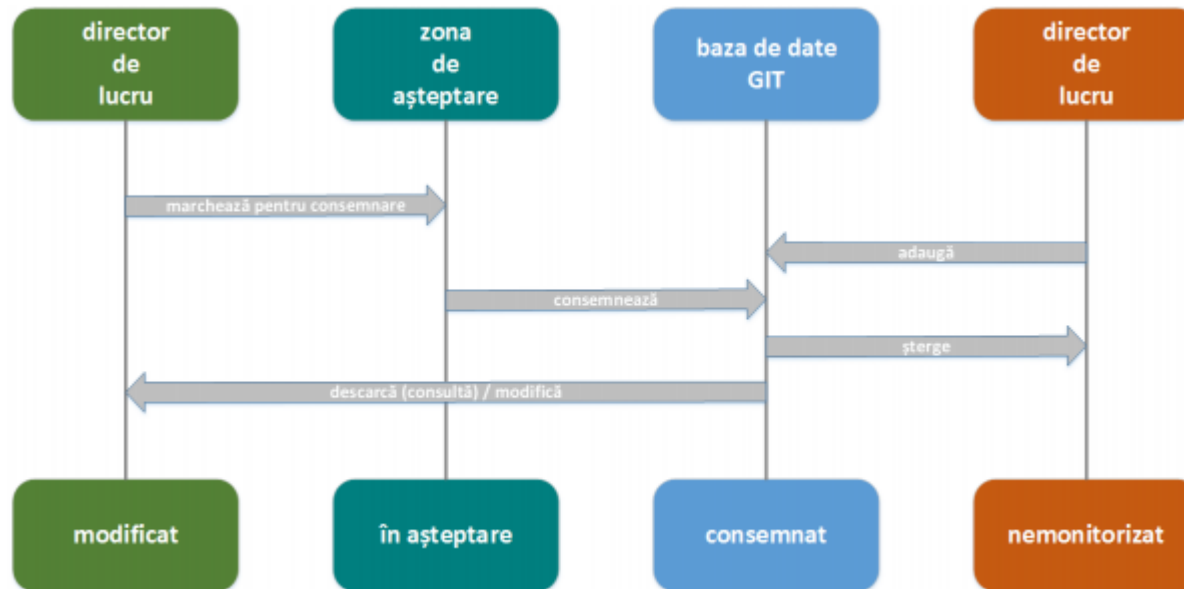 director
de
lucru
zona
de
așteptare
baza de date
GIT
director
de
lucru
marchează pentru consemnare
adaugă
consemnează
șterge
descarcă (consultă) / modifică
modificat
în așteptare
consemnat
nemonitorizat